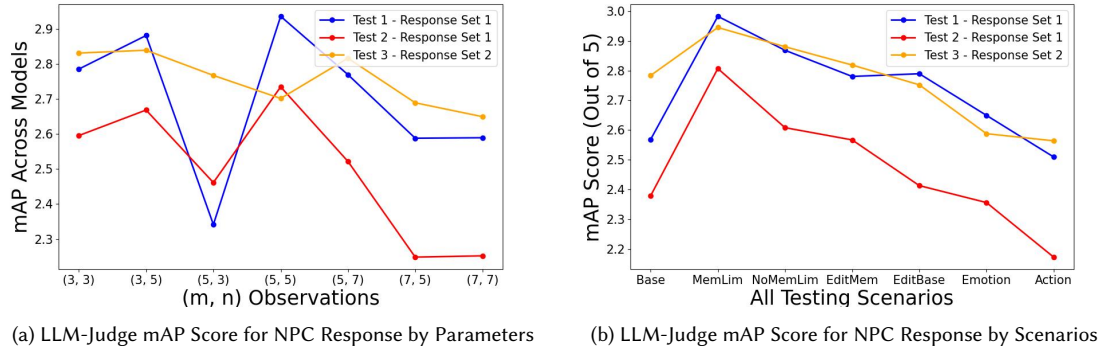 mAP Across Models
2.9
2.8
2.7
2.6
2.5
2.4
2.3
Test 1 - Response Set 1
Test 2 - Response Set 1
Test 3 - Response Set 2
(3, 3) (3, 5) (5, 3) (5, 5) (5, 7) (7, 5) (7, 7)
(m, n) Observations
(a) LLM-Judge mAP Score for NPC Response by Parameters
mAP Score (Out of 5)
3.0
2.9
2.8
2.7
2.6
2.5
2.4
2.3
2.2
Test 1 - Response Set 1
Test 2 - Response Set 1
Test 3 - Response Set 2
Base MemLim NoMemLim EditMem EditBase Emotion Action
All Testing Scenarios
(b) LLM-Judge mAP Score for NPC Response by Scenarios